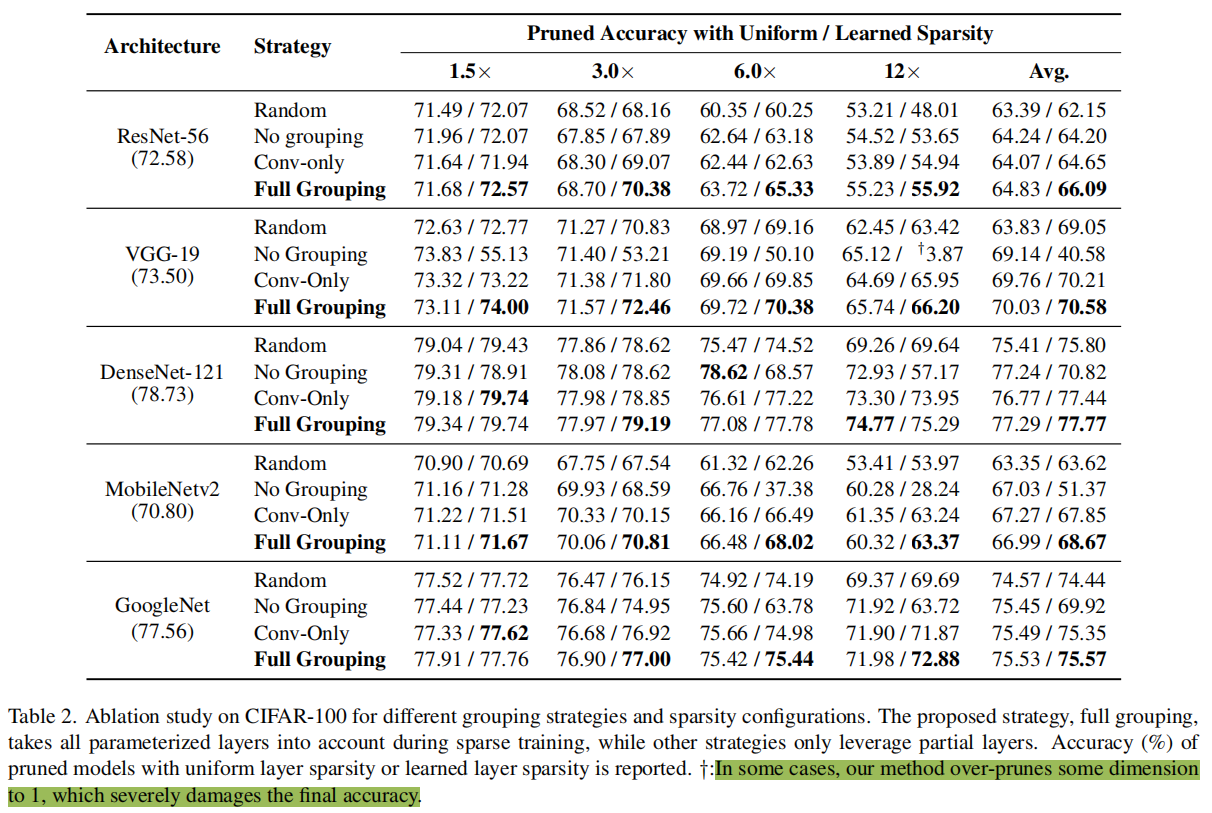 Architecture Strategy Pruned Accuracy with Uniform / Learned Sparsity
1.5× 3.0× 6.0× 12× Avg.
ResNet-56 (72.58)
Random 71.49 / 72.07 68.52 / 68.16 60.35 / 60.25 53.21 / 48.01 63.39 / 62.15
No grouping 71.96 / 72.07 67.85 / 67.89 62.64 / 63.18 54.52 / 53.65 64.24 / 64.20
Conv-only 71.64 / 71.94 68.30 / 69.07 62.44 / 62.63 53.89 / 54.94 64.07 / 64.65
Full Grouping 71.68 / 72.57 68.70 / 70.38 63.72 / 65.33 55.23 / 55.92 64.83 / 66.09
VGG-19 (73.50)
Random 72.63 / 72.77 71.27 / 70.83 68.97 / 69.16 62.45 / 63.42 63.83 / 69.05
No Grouping 73.83 / 55.13 71.40 / 53.21 69.19 / 50.10 65.12 / †3.87 69.14 / 40.58
Conv-Only 73.32 / 73.22 71.38 / 71.80 69.66 / 69.85 64.69 / 65.95 69.76 / 70.21
Full Grouping 73.11 / 74.00 71.57 / 72.46 69.72 / 70.38 65.74 / 66.20 70.03 / 70.58
DenseNet-121 (78.73)
Random 79.04 / 79.43 77.86 / 78.62 75.47 / 74.52 69.26 / 69.64 75.41 / 75.80
No Grouping 79.31 / 78.91 78.08 / 78.62 78.62 / 68.57 72.93 / 57.17 77.24 / 70.82
Conv-Only 79.18 / 79.74 77.98 / 78.85 76.61 / 77.22 73.30 / 73.95 76.77 / 77.44
Full Grouping 79.34 / 79.74 77.97 / 79.19 77.08 / 77.78 74.77 / 75.29 77.29 / 77.77
MobileNetv2 (70.80)
Random 70.90 / 70.69 67.75 / 67.54 61.32 / 62.26 53.41 / 53.97 63.35 / 63.62
No Grouping 71.16 / 71.28 69.93 / 68.59 66.76 / 37.38 60.28 / 28.24 67.03 / 51.37
Conv-Only 71.22 / 71.51 70.33 / 70.15 66.16 / 66.49 61.35 / 63.24 67.27 / 67.85
Full Grouping 71.11 / 71.67 70.06 / 70.81 66.48 / 68.02 60.32 / 63.37 66.99 / 68.67
GoogleNet (77.56)
Random 77.52 / 77.72 76.47 / 76.15 74.92 / 74.19 69.37 / 69.69 74.57 / 74.44
No Grouping 77.44 / 77.23 76.84 / 74.95 75.60 / 63.78 71.92 / 63.72 75.45 / 69.92
Conv-Only 77.33 / 77.62 76.68 / 76.92 75.66 / 74.98 71.90 / 71.87 75.49 / 75.35
Full Grouping 77.91 / 77.76 76.90 / 77.00 75.42 / 75.44 71.98 / 72.88 75.53 / 75.57
Table 2. Ablation study on CIFAR-100 for different grouping strategies and sparsity configurations. The proposed strategy, full grouping,
takes all parameterized layers into account during sparse training, while other strategies only leverage partial layers. Accuracy (%) of
pruned models with uniform layer sparsity or learned layer sparsity is reported. †:In some cases, our method over-prunes some dimension
to 1, which severely damages the final accuracy.